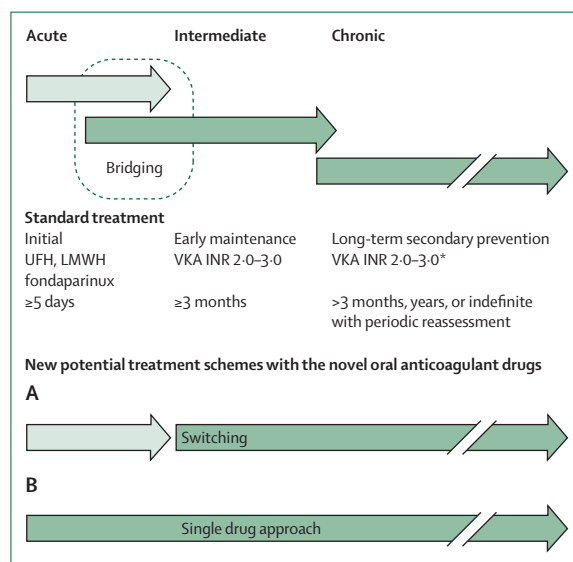 Acute Intermediate Chronic
Bridging
Standard treatment
Initial Early maintenance Long-term secondary prevention
UFH, LMWH VKA INR 2·0–3·0 VKA INR 2·0–3·0*
fondaparinux
≥5 days ≥3 months >3 months, years, or indefinite
with periodic reassessment
New potential treatment schemes with the novel oral anticoagulant drugs
A
Switching
B
Single drug approach